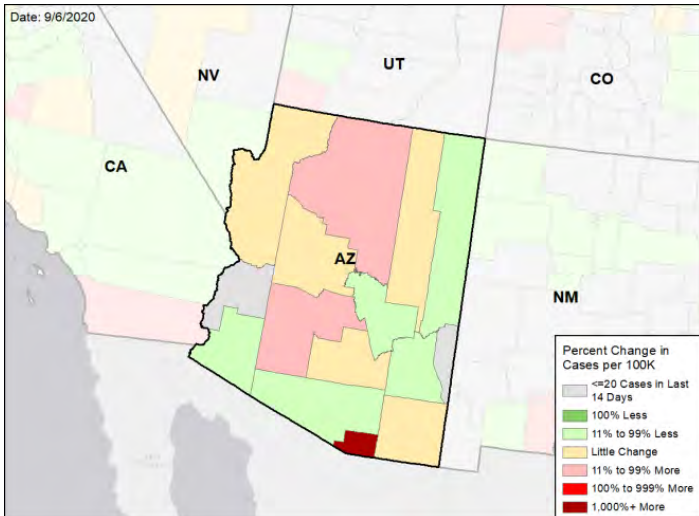 Date: 9/6/2020
NV
UT
CO
CA
AZ
NM
Percent Change in
Cases per 100K
<=20 Cases in Last
14 Days
100% Less
11% to 99% Less
Little Change
11% to 99% More
100% to 999% More
1,000%+ More